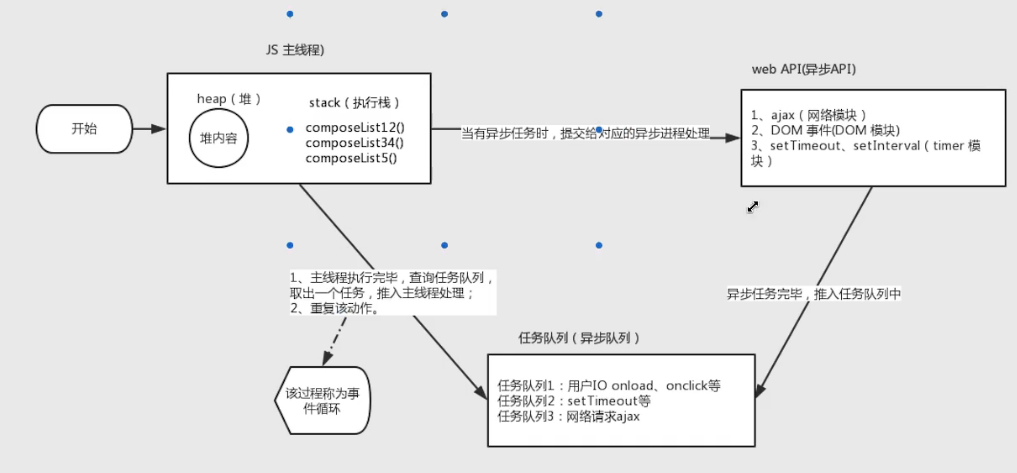 JS 主线程)
web API(异步API)
开始
heap（堆）
堆内容
stack（执行栈）
composeList12()
composeList34()
composeList5()
当有异步任务时，提交给对应的异步进程处理
1、ajax（网络模块）
2、DOM 事件(DOM 模块)
3、setTimeout、setInterval（timer 模
块）
1、主线程执行完毕，查询任务队列，
取出一个任务，推入主线程处理；
2、重复该动作。
异步任务完毕，推入任务队列中
该过程称为事
件循环
任务队列（异步队列）
任务队列1：用户IO onload、onclick等
任务队列2：setTimeout等
任务队列3：网络请求ajax